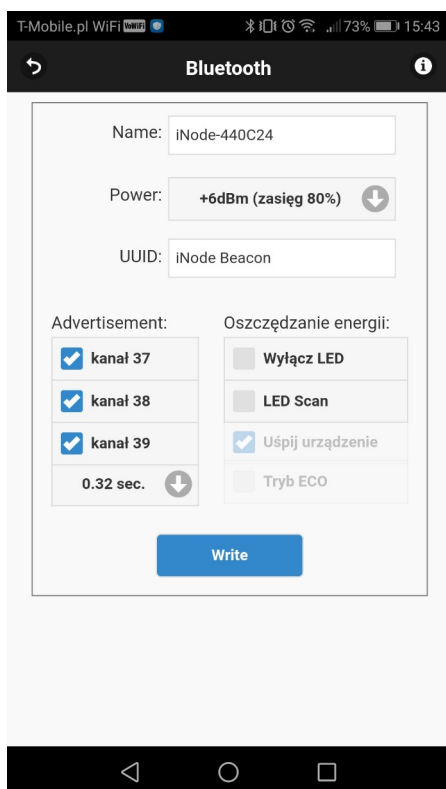 T-Mobile.pl WiFi VoWiFi 73% 15:43
Bluetooth
Name: iNode-440C24
Power: +6dBm (zasięg 80%)
UUID: iNode Beacon
Advertisement: Oszczędzanie energii:
kanał 37 Wyłącz LED
kanał 38 LED Scan
kanał 39 Uśpij urządzenie
0.32 sec. Tryb ECO
Write